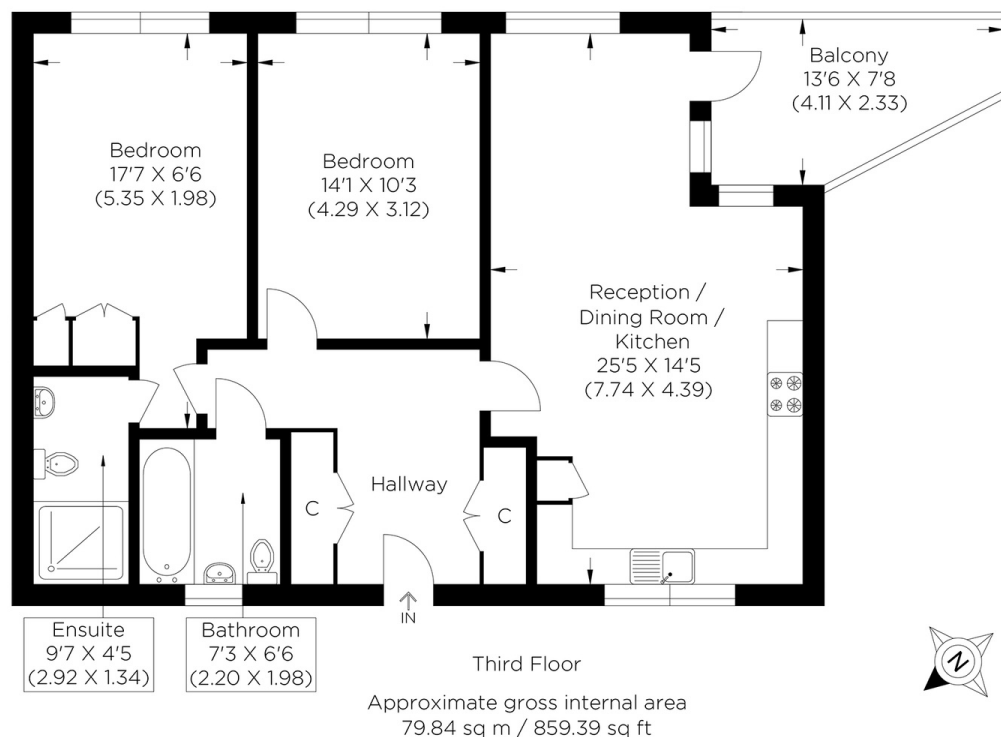 Bedroom
17'7 X 6'6
(5.35 X 1.98)
Bedroom
14'1 X 10'3
(4.29 X 3.12)
Balcony
13'6 X 7'8
(4.11 X 2.33)
Reception /
Dining Room /
Kitchen
25'5 X 14'5
(7.74 X 4.39)
Hallway
C
C
IN
Ensuite
9'7 X 4'5
(2.92 X 1.34)
Bathroom
7'3 X 6'6
(2.20 X 1.98)
Third Floor
Approximate gross internal area
79.84 sq m / 859.39 sq ft
N